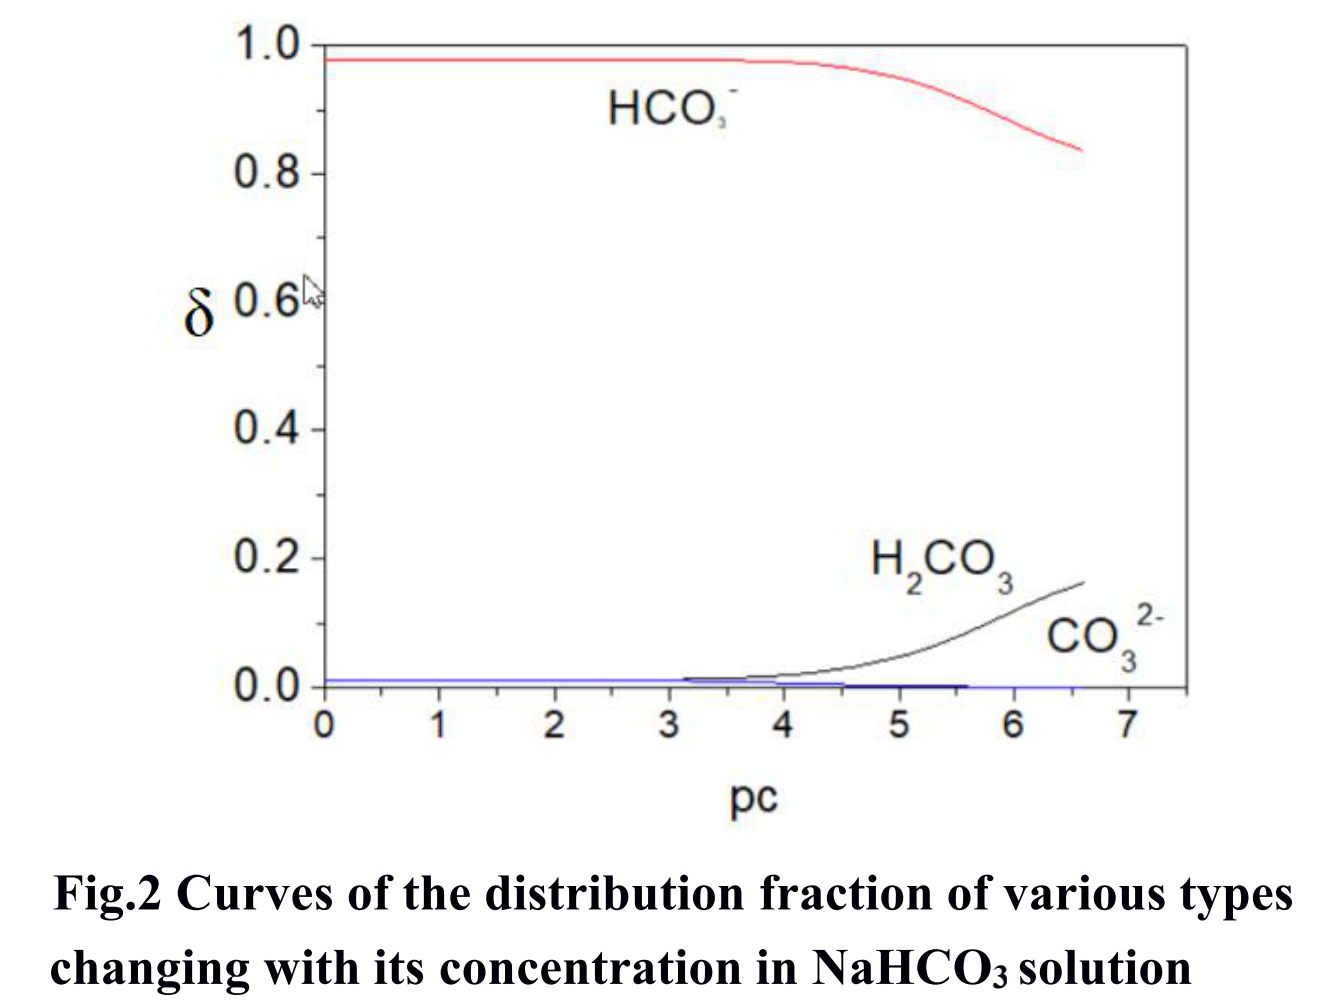 1.0
HCO₃⁻
0.8
δ 0.6
0.4
0.2
H₂CO₃
CO₃²⁻
0.0
0 1 2 3 4 5 6 7
pc
Fig.2 Curves of the distribution fraction of various types
changing with its concentration in NaHCO₃ solution